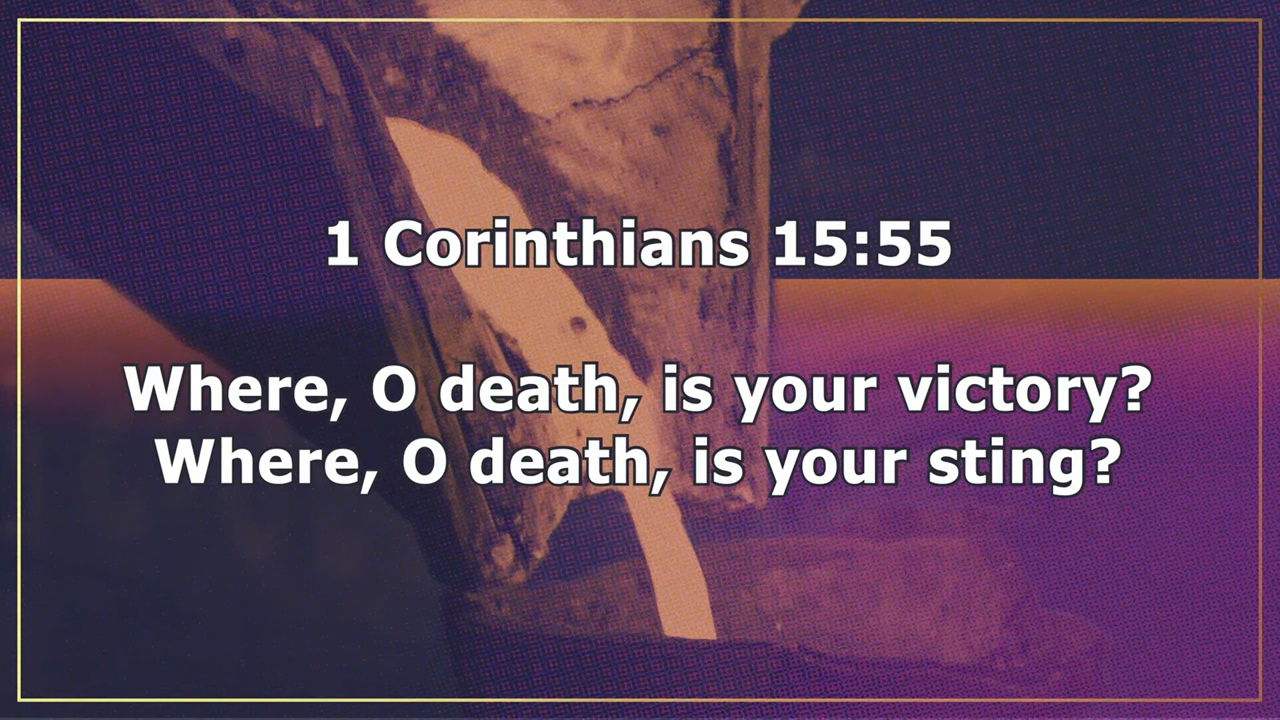 1 Corinthians 15:55
Where, O death, is your victory?
Where, O death, is your sting?